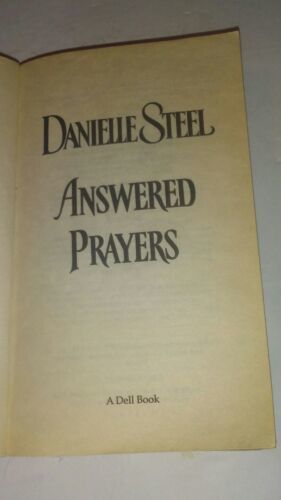 DANIELLE STEEL
ANSWERED
PRAYERS
A Dell Book